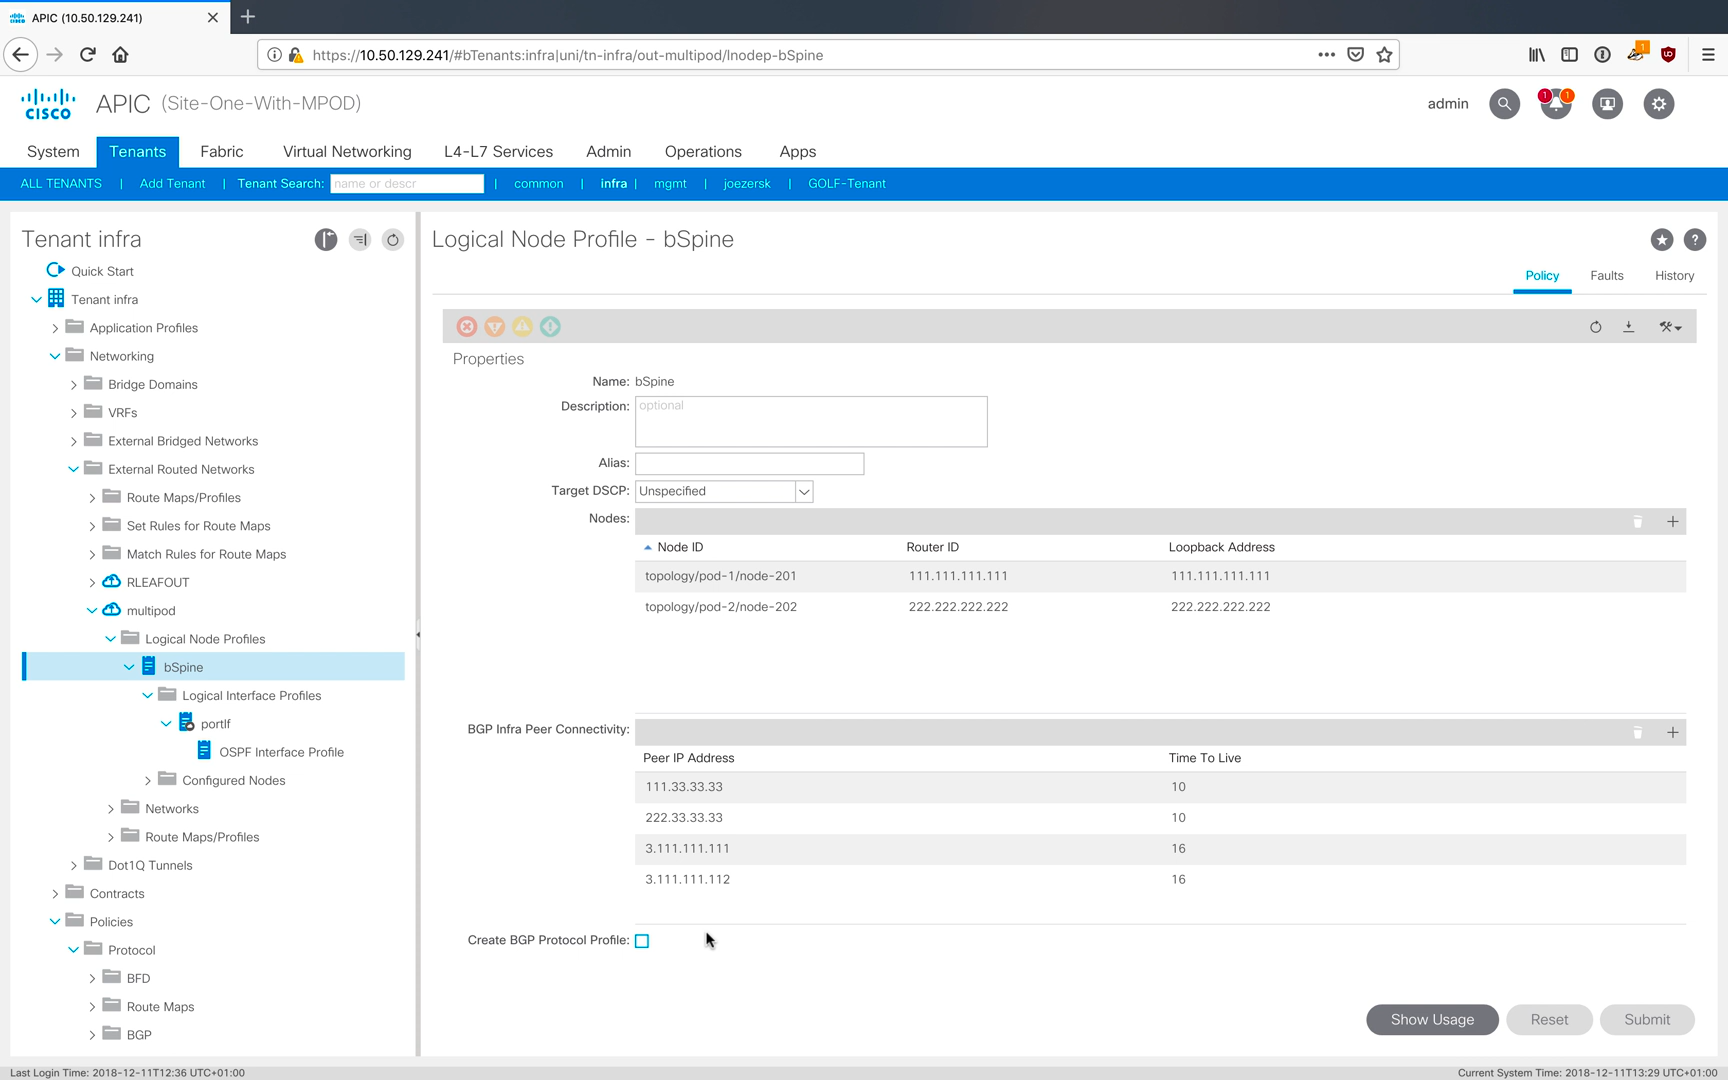 APIC (10.50.129.241)
https://10.50.129.241/#bTenants:infra|uni/tn-infra/out-multipod/lnodep-bSpine
1
CISCO
APIC (Site-One-With-MPOD)
admin
1
1
System
Tenants
Fabric
Virtual Networking
L4-L7 Services
Admin
Operations
Apps
ALL TENANTS | Add Tenant | Tenant Search: name or descr | common | infra | mgmt | joezersk | GOLF-Tenant
Tenant infra
Quick Start
Tenant infra
Application Profiles
Networking
Bridge Domains
VRFs
External Bridged Networks
External Routed Networks
Route Maps/Profiles
Set Rules for Route Maps
Match Rules for Route Maps
RLEAFOUT
multipod
Logical Node Profiles
bSpine
Logical Interface Profiles
portIf
OSPF Interface Profile
Configured Nodes
Networks
Route Maps/Profiles
Dot1Q Tunnels
Contracts
Policies
Protocol
BFD
Route Maps
BGP
Logical Node Profile - bSpine
?
Policy
Faults
History
Properties
Name: bSpine
Description: optional
Alias:
Target DSCP: Unspecified
Nodes:
Node ID Router ID Loopback Address
topology/pod-1/node-201 111.111.111.111 111.111.111.111
topology/pod-2/node-202 222.222.222.222 222.222.222.222
BGP Infra Peer Connectivity:
Peer IP Address Time To Live
111.33.33.33 10
222.33.33.33 10
3.111.111.111 16
3.111.111.112 16
Create BGP Protocol Profile:
Show Usage
Reset
Submit
Last Login Time: 2018-12-11T12:36 UTC+01:00
Current System Time: 2018-12-11T13:29 UTC+01:00